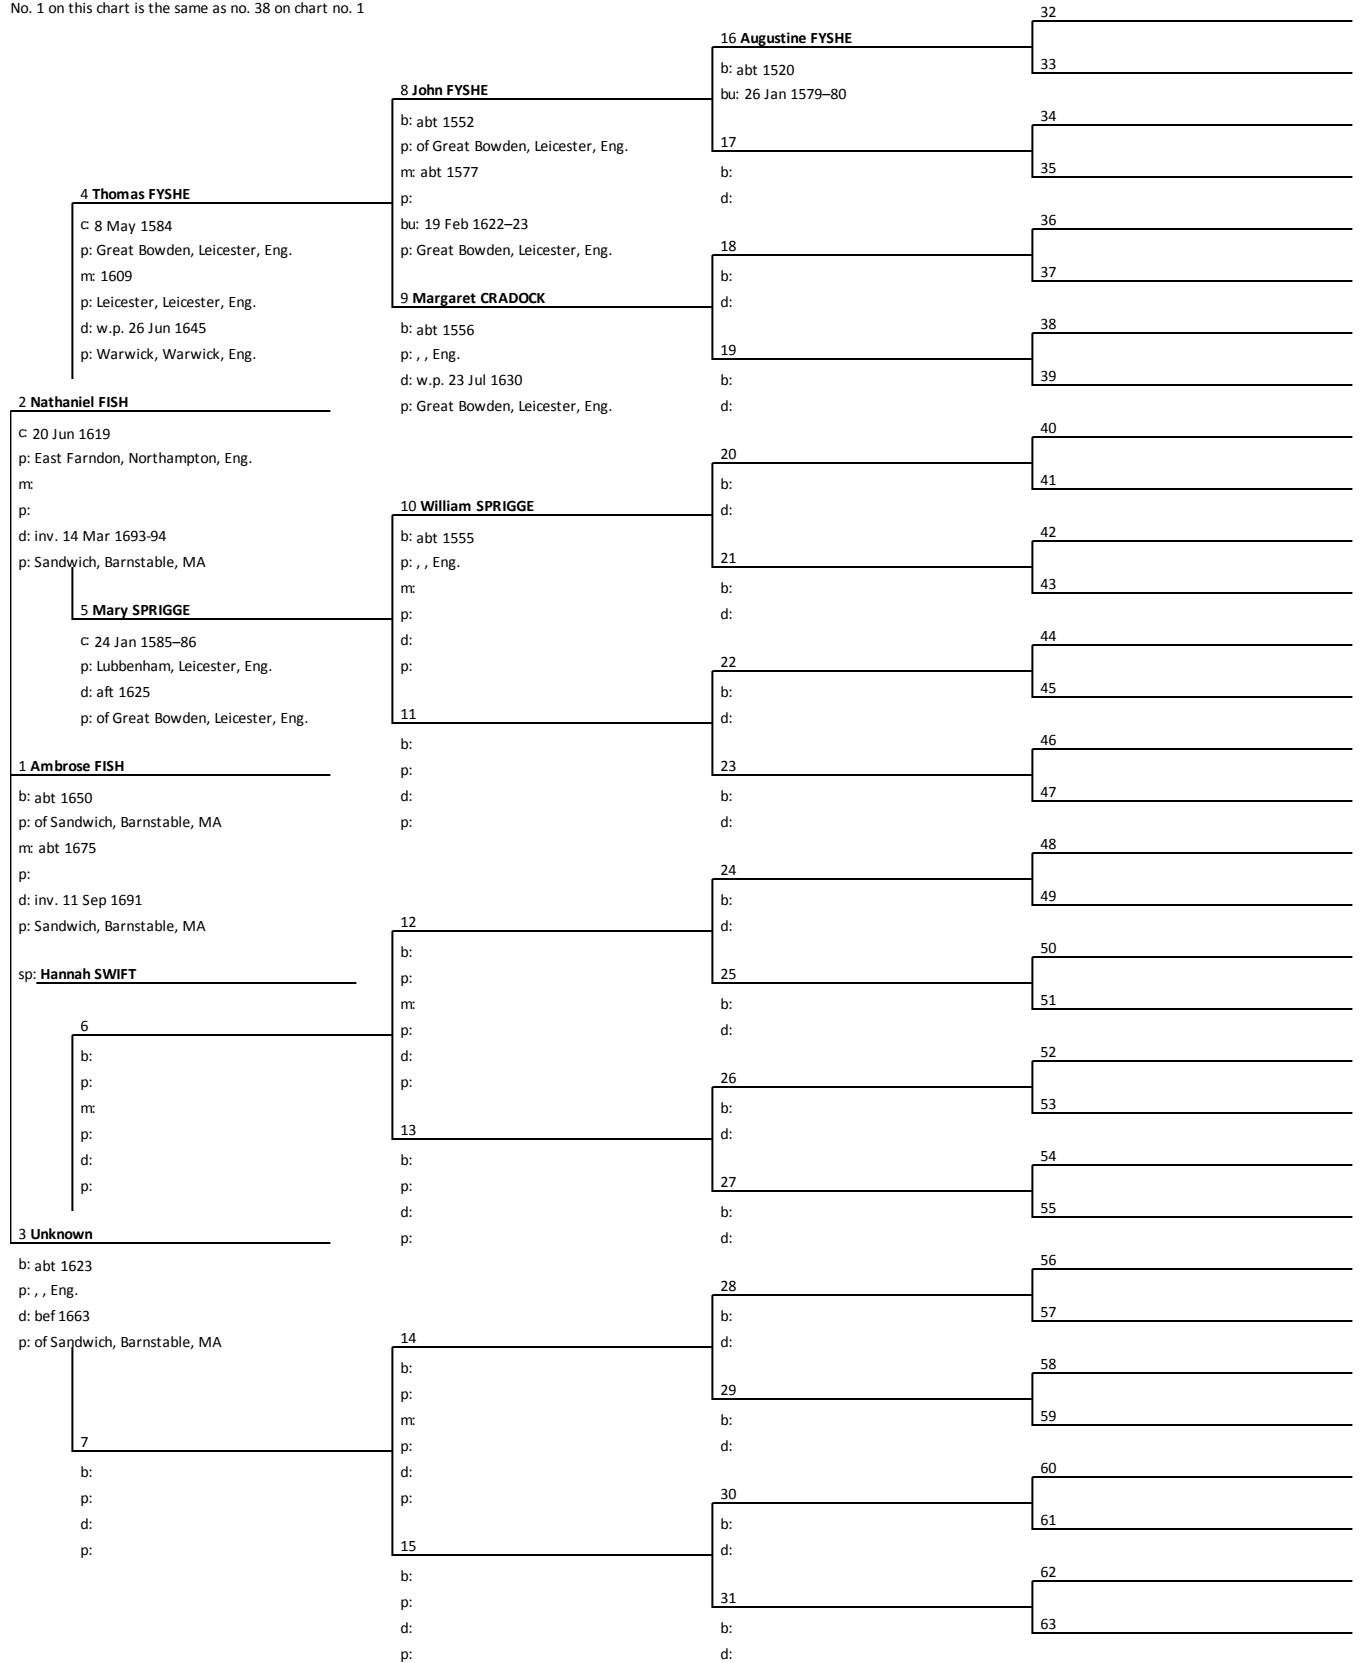 No. 1 on this chart is the same as no. 38 on chart no. 1
4 Thomas FYSHE
c: 8 May 1584
p: Great Bowden, Leicester, Eng.
m: 1609
p: Leicester, Leicester, Eng.
d: w.p. 26 Jun 1645
p: Warwick, Warwick, Eng.
2 Nathaniel FISH
c: 20 Jun 1619
p: East Farndon, Northampton, Eng.
m:
p:
d: inv. 14 Mar 1693-94
p: Sandwich, Barnstable, MA
5 Mary SPRIGGE
c: 24 Jan 1585–86
p: Lubbenham, Leicester, Eng.
d: aft 1625
p: of Great Bowden, Leicester, Eng.
1 Ambrose FISH
b: abt 1650
p: of Sandwich, Barnstable, MA
m: abt 1675
p:
d: inv. 11 Sep 1691
p: Sandwich, Barnstable, MA
sp: Hannah SWIFT
6
b:
p:
m:
p:
d:
p:
3 Unknown
b: abt 1623
p: , , Eng.
d: bef 1663
p: of Sandwich, Barnstable, MA
7
b:
p:
d:
p:
8 John FYSHE
b: abt 1552
p: of Great Bowden, Leicester, Eng.
m: abt 1577
p:
bu: 19 Feb 1622–23
p: Great Bowden, Leicester, Eng.
9 Margaret CRADOCK
b: abt 1556
p: , , Eng.
d: w.p. 23 Jul 1630
p: Great Bowden, Leicester, Eng.
10 William SPRIGGE
b: abt 1555
p: , , Eng.
m:
p:
d:
p:
11
b:
p:
d:
p:
12
b:
p:
m:
p:
d:
p:
13
b:
p:
d:
p:
14
b:
p:
m:
p:
d:
p:
15
b:
p:
d:
p:
16 Augustine FYSHE
b: abt 1520
bu: 26 Jan 1579–80
17
b:
d:
18
b:
d:
19
b:
d:
20
b:
d:
21
b:
d:
22
b:
d:
23
b:
d:
24
b:
d:
25
b:
d:
26
b:
d:
27
b:
d:
28
b:
d:
29
b:
d:
30
b:
d:
31
b:
d:
32
33
34
35
36
37
38
39
40
41
42
43
44
45
46
47
48
49
50
51
52
53
54
55
56
57
58
59
60
61
62
63